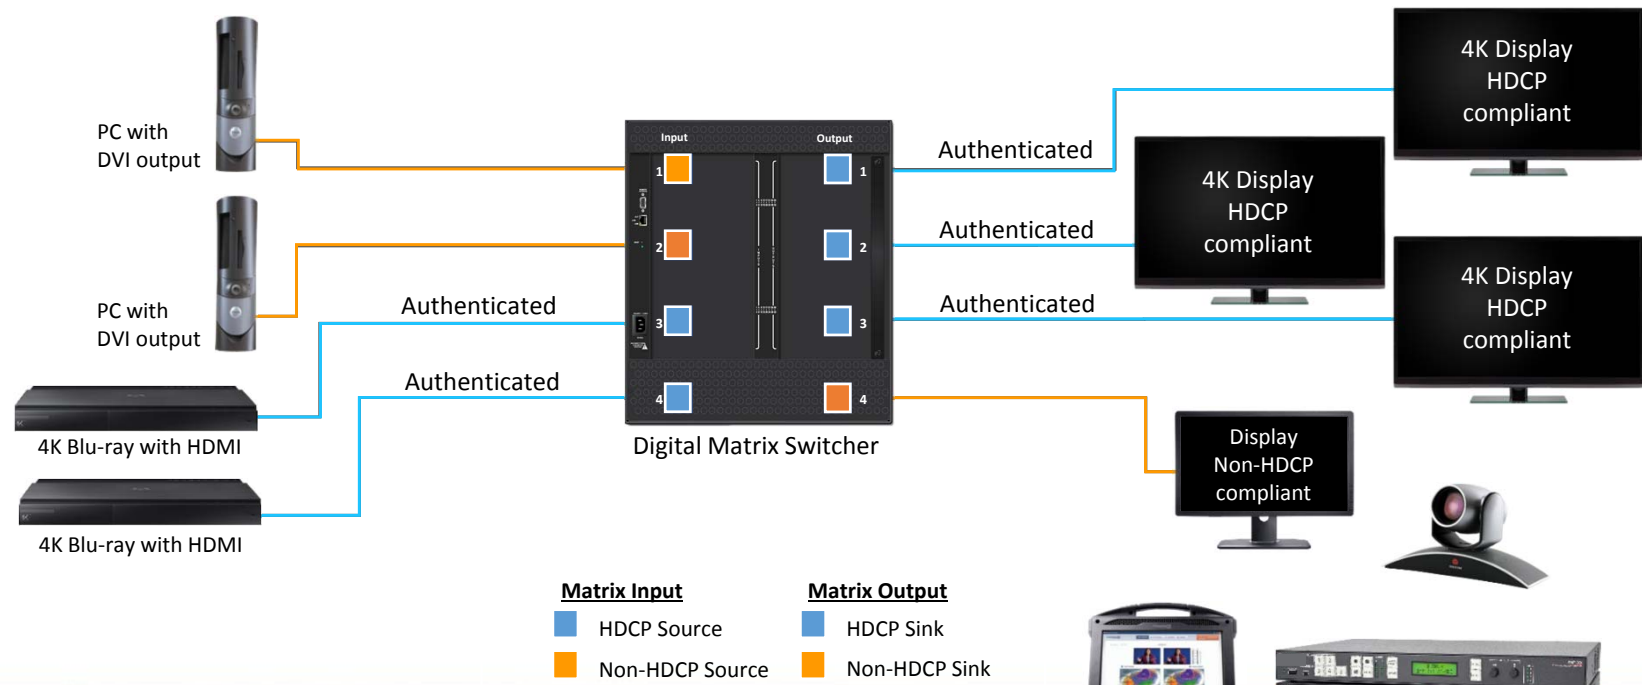 PC with
DVI output
PC with
DVI output
4K Blu-ray with HDMI
4K Blu-ray with HDMI
Authenticated
Authenticated
Input
Output
1
2
3
4
1
2
3
4
Digital Matrix Switcher
Authenticated
Authenticated
Authenticated
4K Display
HDCP
compliant
4K Display
HDCP
compliant
4K Display
HDCP
compliant
Display
Non-HDCP
compliant
Matrix Input
HDCP Source
Non-HDCP Source
Matrix Output
HDCP Sink
Non-HDCP Sink